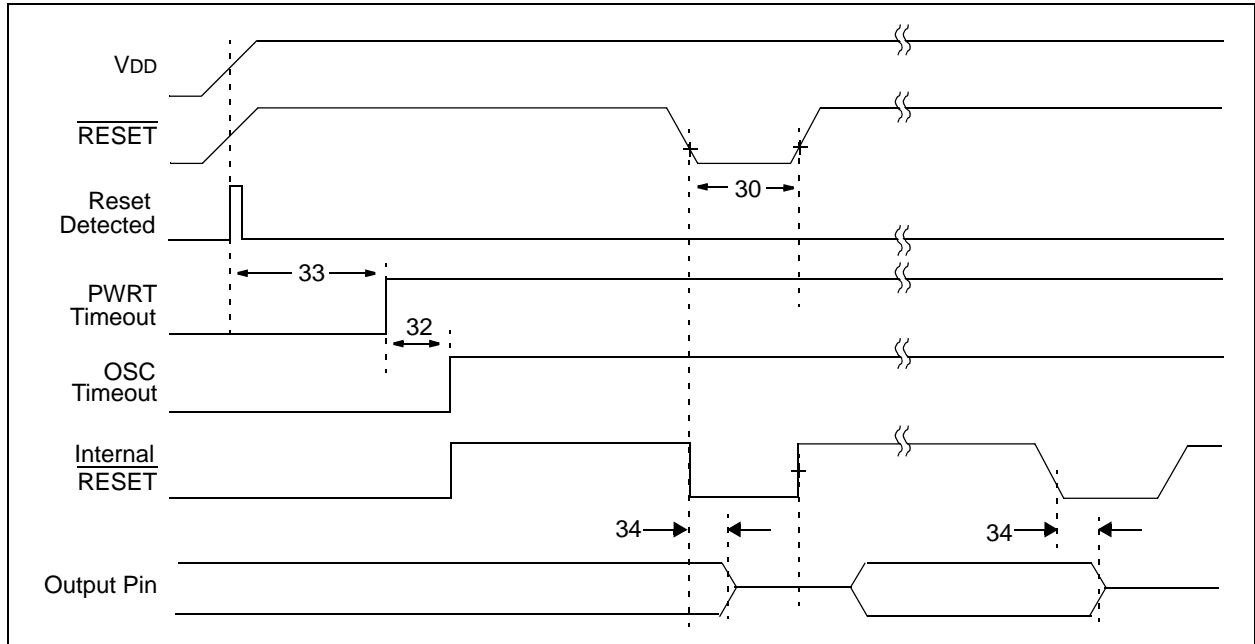 VDD
RESET
Reset
Detected
30
33
PWRT
Timeout
32
OSC
Timeout
Internal
RESET
34
34
Output Pin